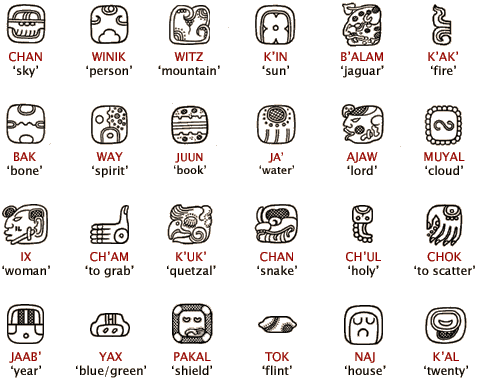 CHAN WINIK WITZ K'IN B'ALAM K'AK'
‘sky’ ‘person’ ‘mountain’ ‘sun’ ‘jaguar’ ‘fire’
BAK WAY JUUN JA' AJAW MUYAL
‘bone’ ‘spirit’ ‘book’ ‘water’ ‘lord’ ‘cloud’
IX CH'AM K'UK' CHAN CH'UL CHOK
‘woman’ ‘to grab’ ‘quetzal’ ‘snake’ ‘holy’ ‘to scatter’
JAAB' YAX PAKAL TOK NAJ K'AL
‘year’ ‘blue/green’ ‘shield’ ‘flint’ ‘house’ ‘twenty’